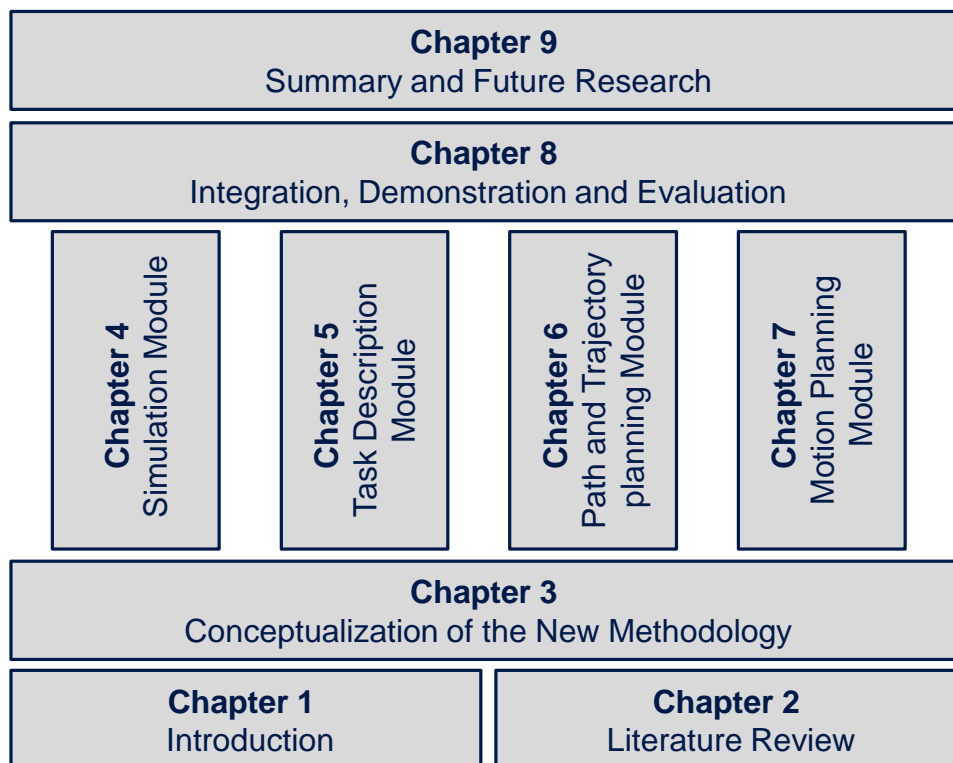 Chapter 9
Summary and Future Research
Chapter 8
Integration, Demonstration and Evaluation
Chapter 4
Simulation Module
Chapter 5
Task Description
Module
Chapter 6
Path and Trajectory
planning Module
Chapter 7
Motion Planning
Module
Chapter 3
Conceptualization of the New Methodology
Chapter 1
Introduction
Chapter 2
Literature Review